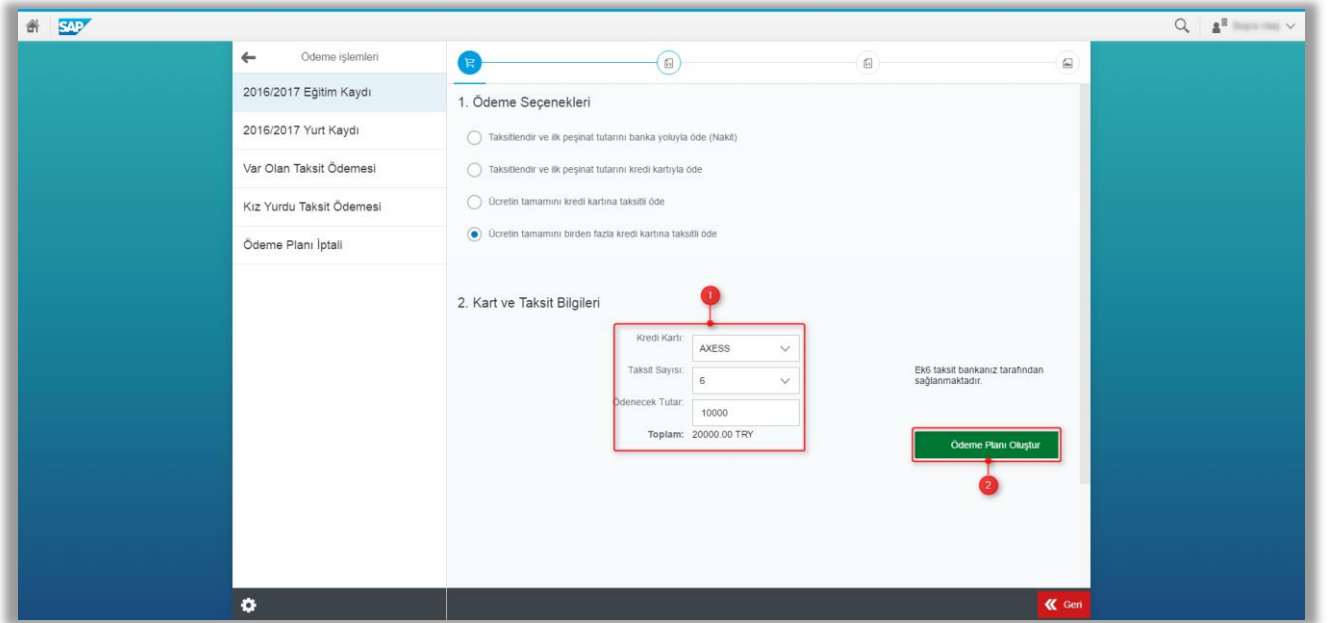 SAP
Ödeme işlemleri
2016/2017 Eğitim Kaydı
2016/2017 Yurt Kaydı
Var Olan Taksit Ödemesi
Kız Yurdu Taksit Ödemesi
Ödeme Planı İptali
1. Ödeme Seçenekleri
Taksitlendir ve ilk peşinat tutarını banka yoluyla öde (Nakit)
Taksitlendir ve ilk peşinat tutarını kredi kartıyla öde
Ücretin tamamını kredi kartına taksitli öde
Ücretin tamamını birden fazla kredi kartına taksitli öde
2. Kart ve Taksit Bilgileri
1
Kredi Kartı: AXESS
Taksit Sayısı: 6
Ödenecek Tutar: 10000
Toplam: 20000.00 TRY
Ek6 taksit bankanız tarafından
sağlanmaktadır.
Ödeme Planı Oluştur
2
Geri